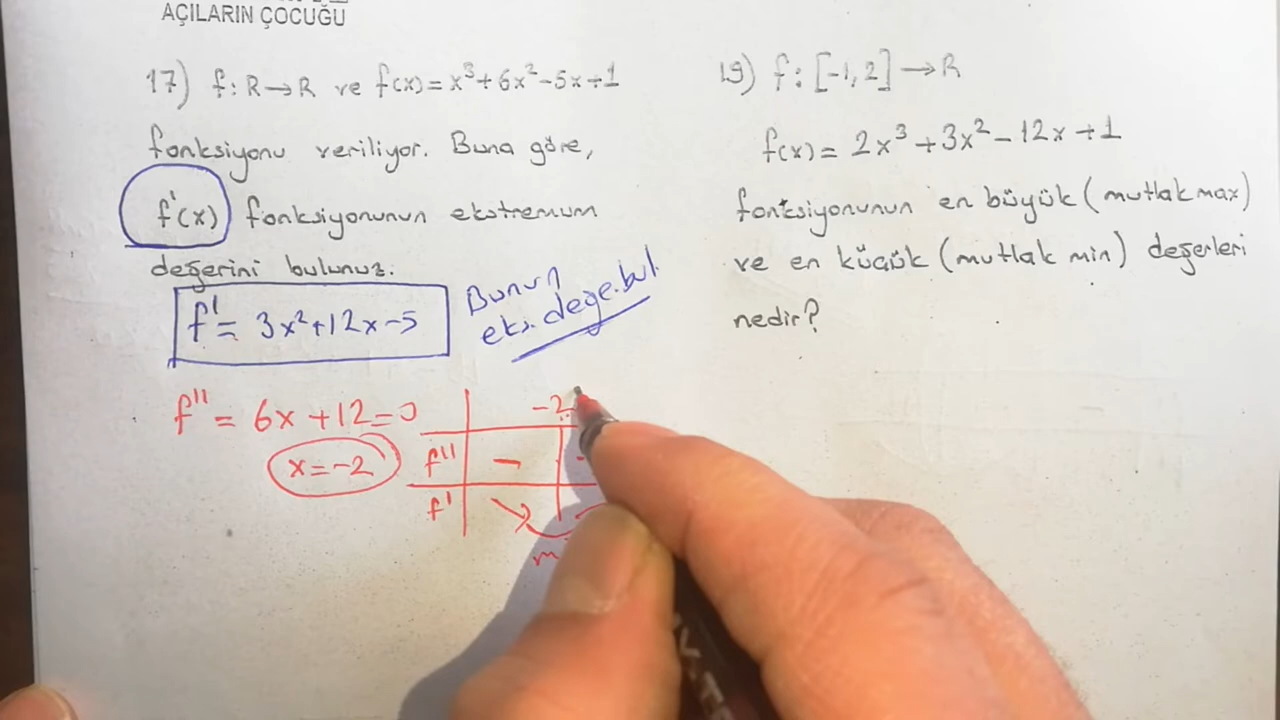 AÇILARIN ÇOCUĞU
17) f: R→R ve f(x) = x³+6x²-5x+1
fonksiyonu veriliyor. Buna göre,
f'(x) fonksiyonunun ekstremum
değerini bulunuz.
f' = 3x²+12x-5
Bunun
eks. değe. bul.
f'' = 6x+12=0
x=-2
-2
f'' -
f'
m
19) f: [-1,2] → R
f(x) = 2x³+3x²-12x+1
fonksiyonunun en büyük (mutlak max)
ve en küçük (mutlak min) değerleri
nedir?